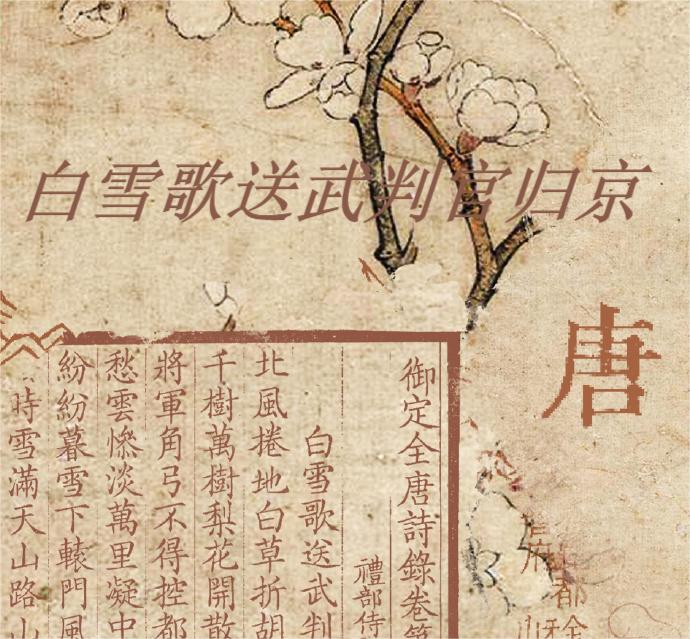 白雪歌送武判官归京
唐
御定全唐詩錄卷
禮部侍
白雪歌送武判
北風捲地白草折胡
千樹萬樹梨花開散
將軍角弓不得控都
愁雲慘淡萬里凝中
紛紛暮雪下轅門風
時雪滿天山路山